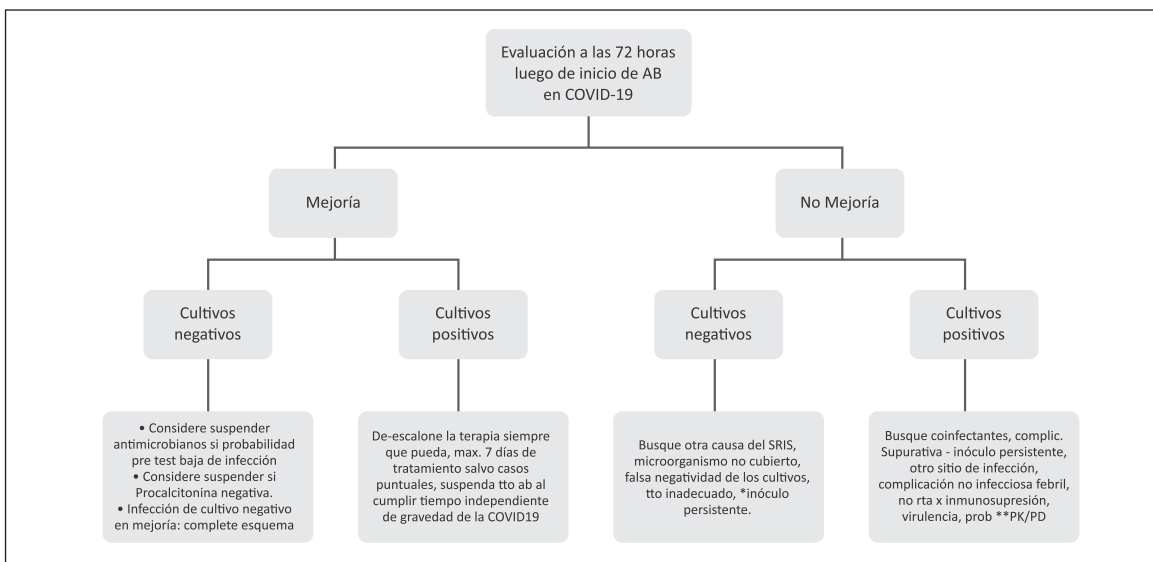 Evaluación a las 72 horas
luego de inicio de AB
en COVID-19
Mejoría
No Mejoría
Cultivos
negativos
Cultivos
positivos
Cultivos
negativos
Cultivos
positivos
• Considere suspender
antimicrobianos si probabilidad
pre test baja de infección
• Considere suspender si
Procalcitonina negativa.
• Infección de cultivo negativo
en mejoría: complete esquema
De-escalone la terapia siempre
que pueda, max. 7 días de
tratamiento salvo casos
puntuales, suspenda tto ab al
cumplir tiempo independiente
de gravedad de la COVID19
Busque otra causa del SRIS,
microorganismo no cubierto,
falsa negatividad de los cultivos,
tto inadecuado, *inóculo
persistente.
Busque coinfectantes, complic.
Supurativa - inóculo persistente,
otro sitio de infección,
complicación no infecciosa febril,
no rta x inmunosupresión,
virulencia, prob **PK/PD